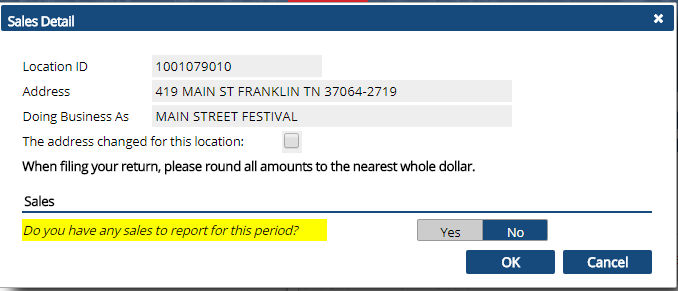 Sales Detail
Location ID 1001079010
Address 419 MAIN ST FRANKLIN TN 37064-2719
Doing Business As MAIN STREET FESTIVAL
The address changed for this location:
When filing your return, please round all amounts to the nearest whole dollar.
Sales
Do you have any sales to report for this period? Yes No
OK Cancel